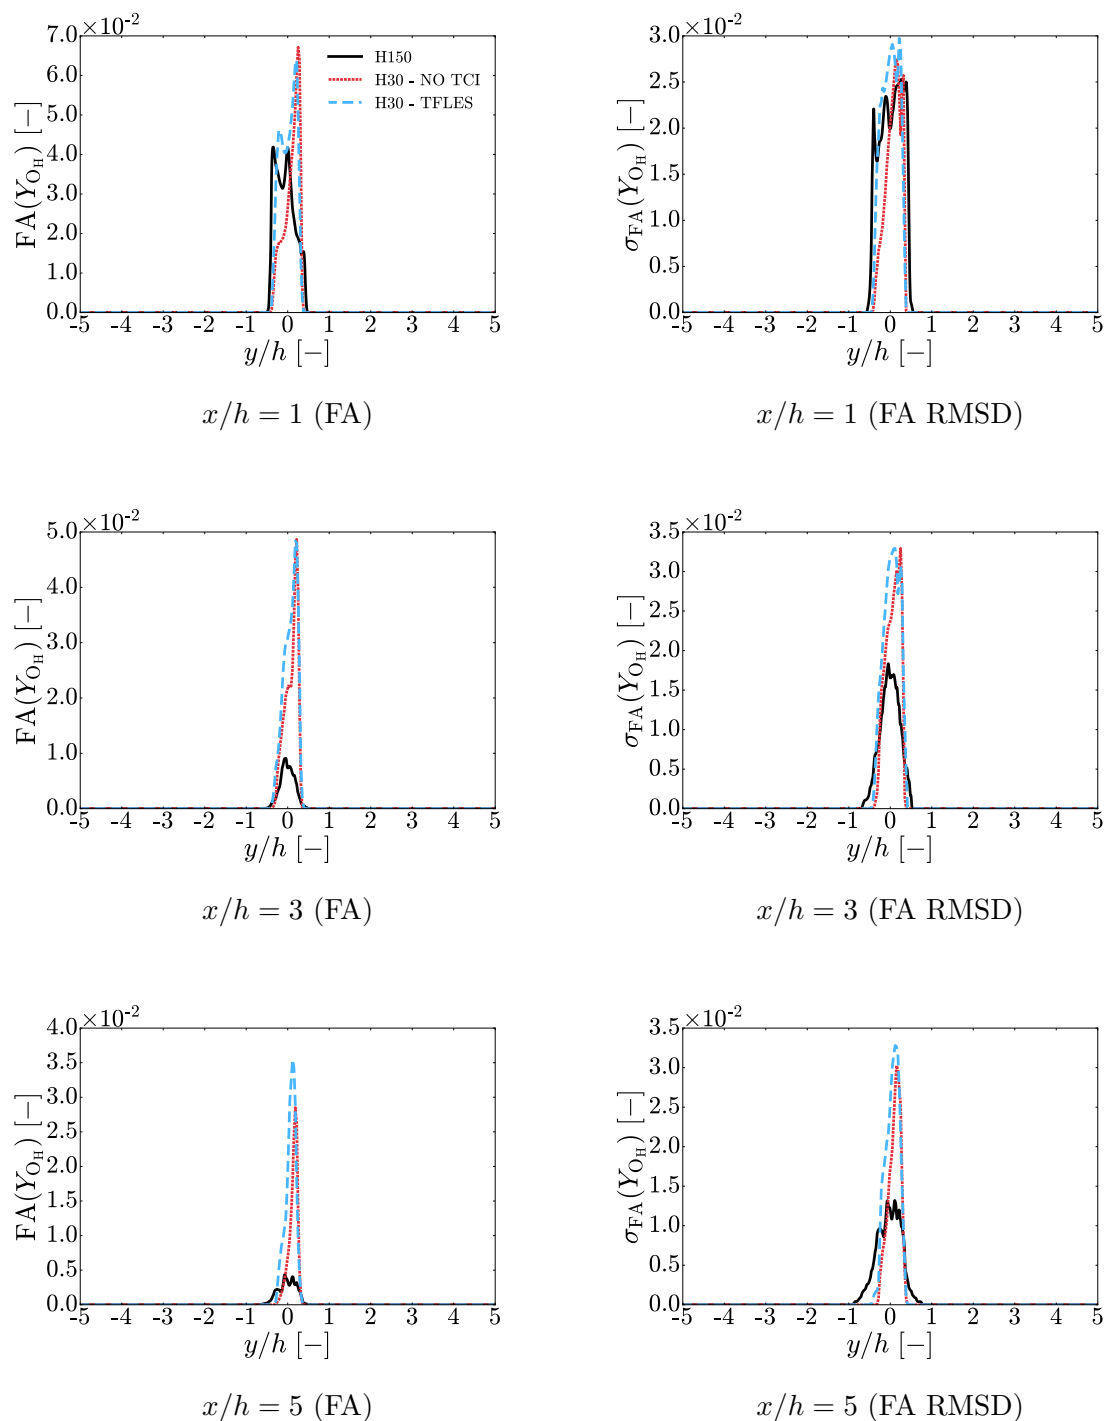 7.0 ×10-2
6.0
5.0
4.0
3.0
2.0
1.0
0.0
FA(Y_OH) [−]
H150
H30 - NO TCI
H30 - TFLES
-5 -4 -3 -2 -1 0 1 2 3 4 5
y/h [−]
x/h = 1 (FA)
3.0 ×10-2
2.5
2.0
1.5
1.0
0.5
0.0
σFA(Y_OH) [−]
-5 -4 -3 -2 -1 0 1 2 3 4 5
y/h [−]
x/h = 1 (FA RMSD)
5.0 ×10-2
4.0
3.0
2.0
1.0
0.0
FA(Y_OH) [−]
-5 -4 -3 -2 -1 0 1 2 3 4 5
y/h [−]
x/h = 3 (FA)
3.5 ×10-2
3.0
2.5
2.0
1.5
1.0
0.5
0.0
σFA(Y_OH) [−]
-5 -4 -3 -2 -1 0 1 2 3 4 5
y/h [−]
x/h = 3 (FA RMSD)
4.0 ×10-2
3.5
3.0
2.5
2.0
1.5
1.0
0.5
0.0
FA(Y_OH) [−]
-5 -4 -3 -2 -1 0 1 2 3 4 5
y/h [−]
x/h = 5 (FA)
3.5 ×10-2
3.0
2.5
2.0
1.5
1.0
0.5
0.0
σFA(Y_OH) [−]
-5 -4 -3 -2 -1 0 1 2 3 4 5
y/h [−]
x/h = 5 (FA RMSD)